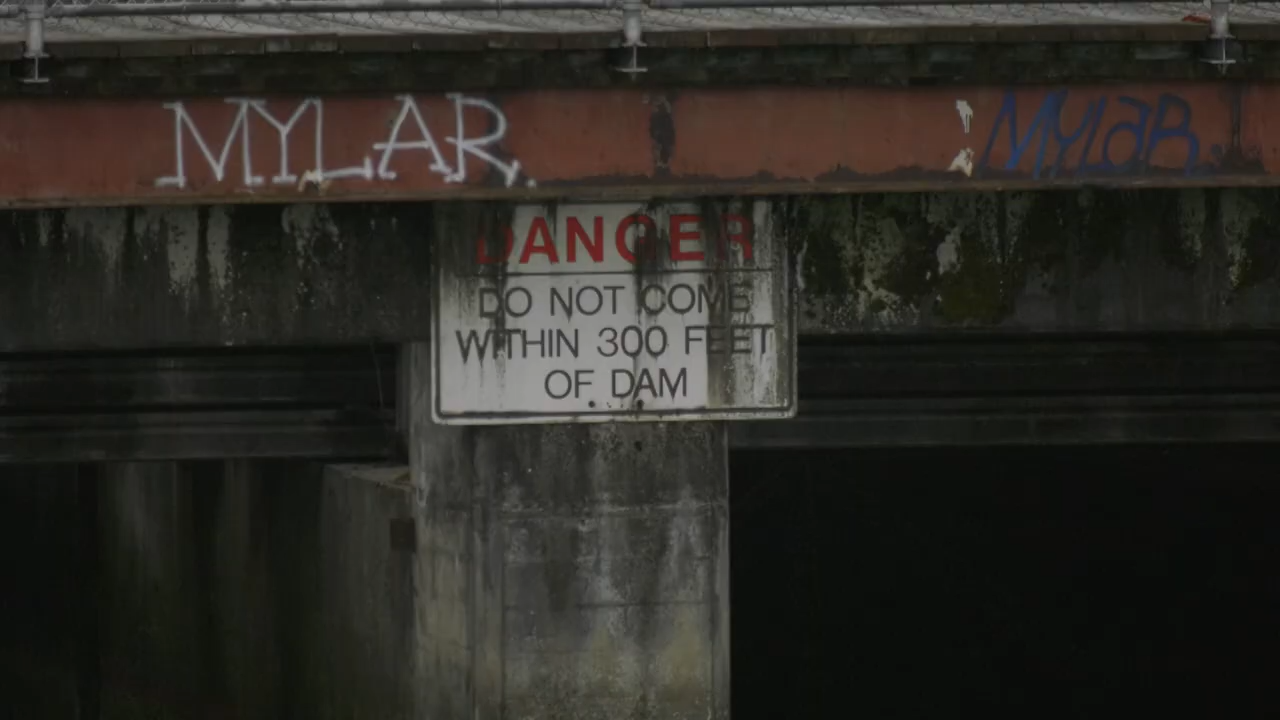 MYLAR
MYLaR
DANGER
DO NOT COME
WITHIN 300 FEET
OF DAM